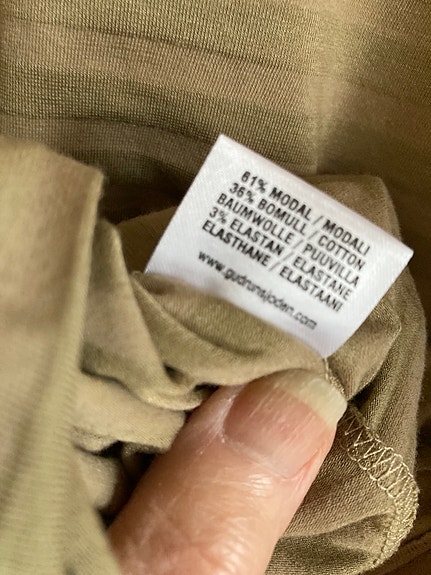 61% MODAL / MODALI
36% BOMULL / COTTON
BAUMWOLLE / PUUVILLA
3% ELASTAN / ELASTANE
ELASTHANE / ELASTAANI
www.gudrunsjoden.com